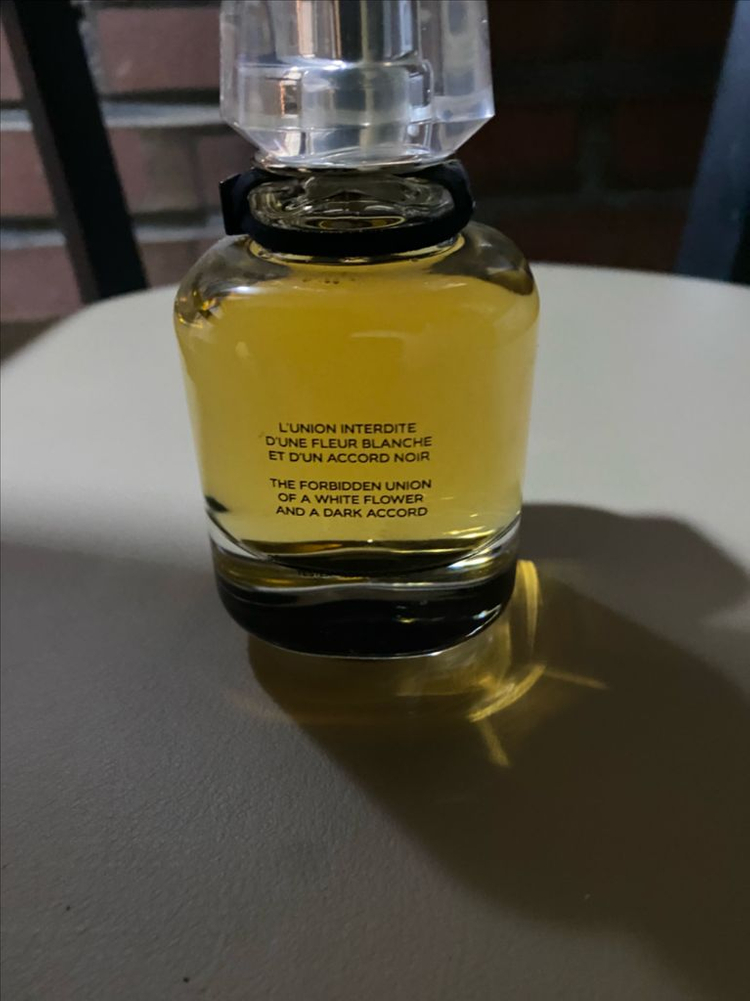 L'UNION INTERDITE
D'UNE FLEUR BLANCHE
ET D'UN ACCORD NOIR
THE FORBIDDEN UNION
OF A WHITE FLOWER
AND A DARK ACCORD